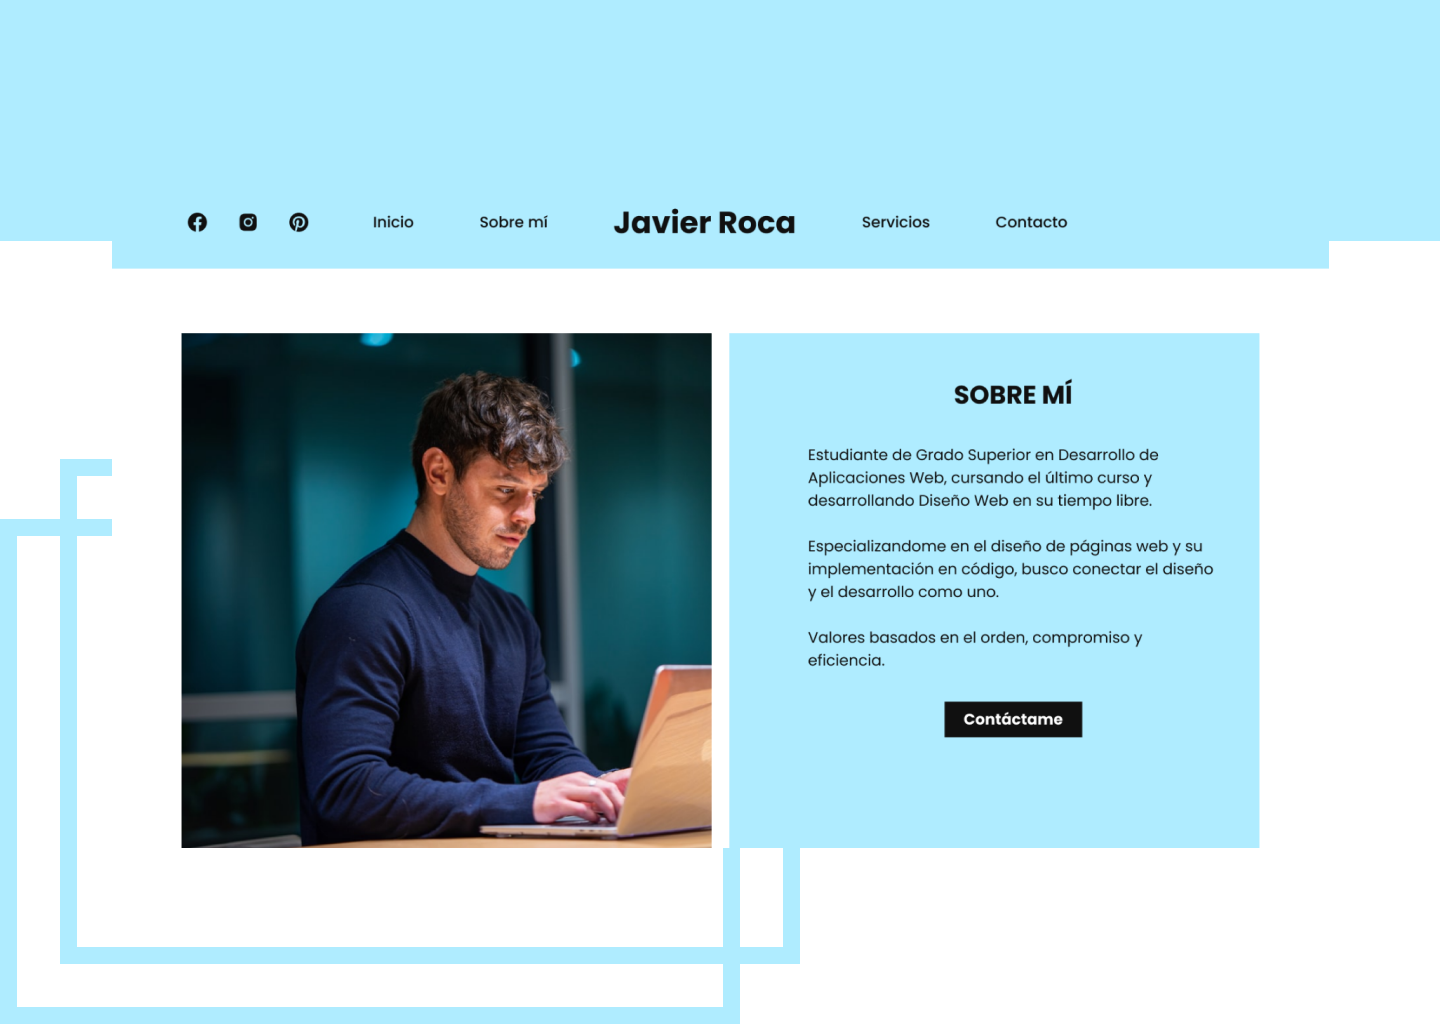 Inicio
Sobre mí
Javier Roca
Servicios
Contacto
SOBRE MÍ
Estudiante de Grado Superior en Desarrollo de
Aplicaciones Web, cursando el último curso y
desarrollando Diseño Web en su tiempo libre.
Especializandome en el diseño de páginas web y su
implementación en código, busco conectar el diseño
y el desarrollo como uno.
Valores basados en el orden, compromiso y
eficiencia.
Contáctame